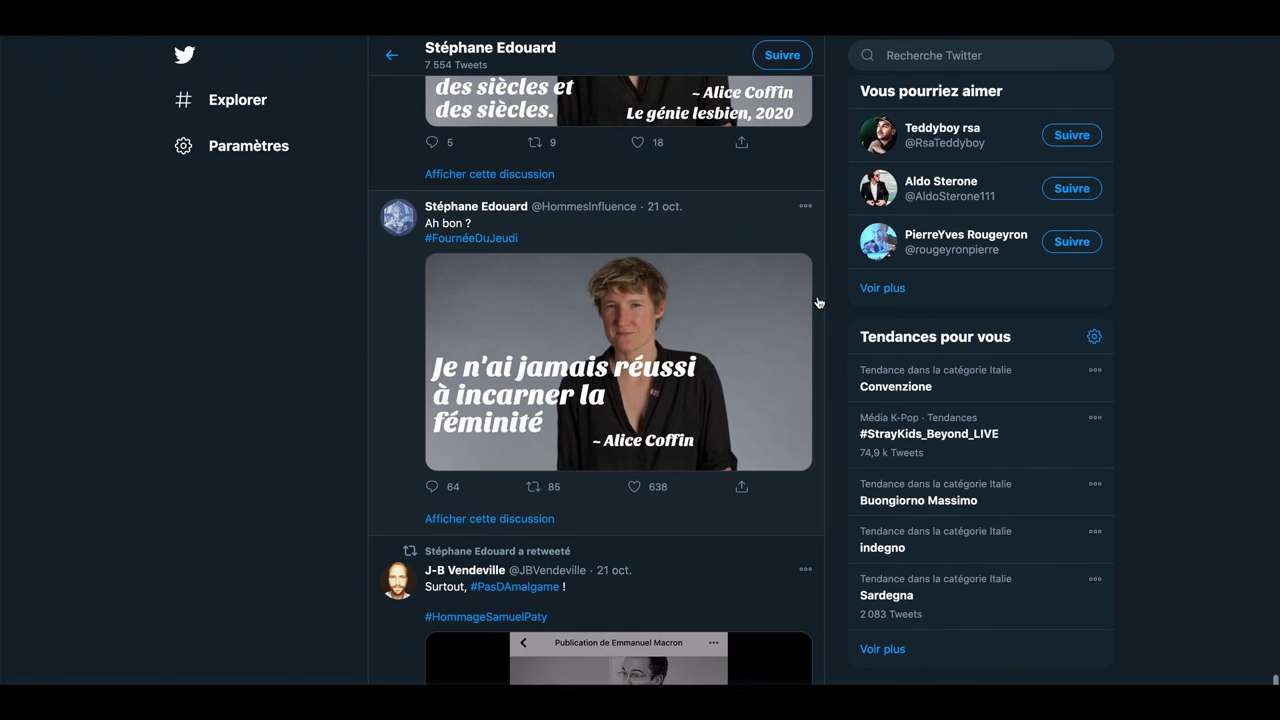 Explorer
Paramètres
Stéphane Edouard
7 554 Tweets
Suivre
des siècles et
des siècles.
~ Alice Coffin
Le génie lesbien, 2020
5
9
18
Afficher cette discussion
Stéphane Edouard @HommesInfluence · 21 oct.
Ah bon ?
#FournéeDuJeudi
Je n'ai jamais réussi
à incarner la
féminité
~ Alice Coffin
64
85
638
Afficher cette discussion
Stéphane Edouard a retweeté
J-B Vendeville @JBVendeville · 21 oct.
Surtout, #PasDAmalgame !
#HommageSamuelPaty
Publication de Emmanuel Macron
Recherche Twitter
Vous pourriez aimer
Teddyboy rsa
@RsaTeddyboy
Suivre
Aldo Sterone
@AldoSterone111
Suivre
PierreYves Rougeyron
@rougeyronpierre
Suivre
Voir plus
Tendances pour vous
Tendance dans la catégorie Italie
Convenzione
Média K-Pop · Tendances
#StrayKids_Beyond_LIVE
74,9 k Tweets
Tendance dans la catégorie Italie
Buongiorno Massimo
Tendance dans la catégorie Italie
indegno
Tendance dans la catégorie Italie
Sardegna
2 083 Tweets
Voir plus